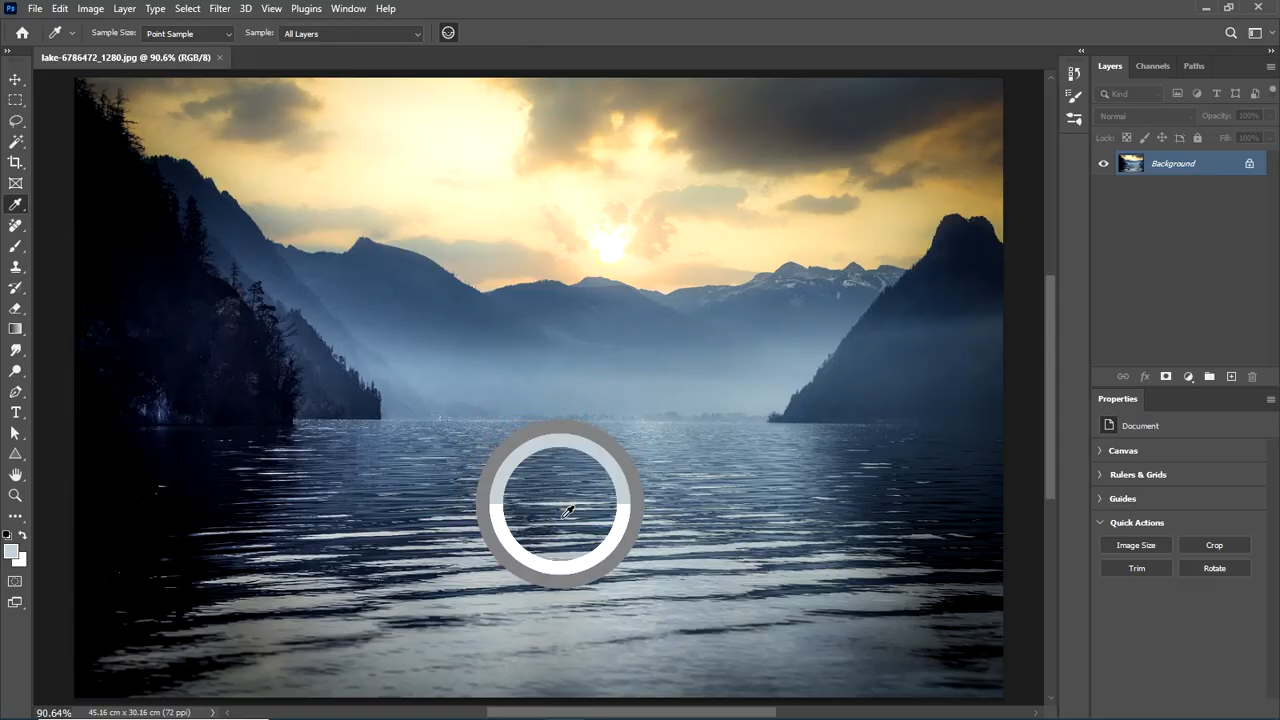 Ps File Edit Image Layer Type Select Filter 3D View Plugins Window Help
Sample Size: Point Sample Sample: All Layers
lake-6786472_1280.jpg @ 90.6% (RGB/8) ×
Layers Channels Paths
Kind
Normal Opacity: 100%
Lock: Fill: 100%
Background
fx
Properties
Document
Canvas
Rulers & Grids
Guides
Quick Actions
Image Size Crop
Trim Rotate
T
90.64% 45.16 cm x 30.16 cm (72 ppi)